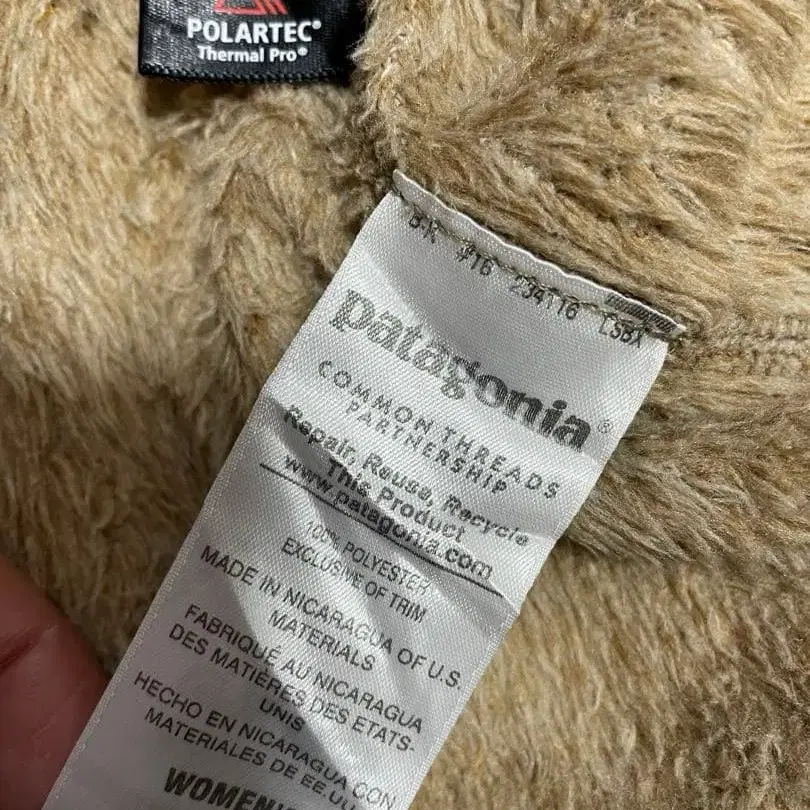 POLARTEC®
Thermal Pro®
B-K #16 234116 LSBX
patagonia®
COMMON THREADS
PARTNERSHIP
Repair, Reuse, Recycle
This Product
www.patagonia.com
100% POLYESTER
EXCLUSIVE OF TRIM
MADE IN NICARAGUA OF U.S.
MATERIALS
FABRIQUÉ AU NICARAGUA
DES MATIÈRES DES ETATS-
UNIS
HECHO EN NICARAGUA CON
MATERIALES DE EE.UU